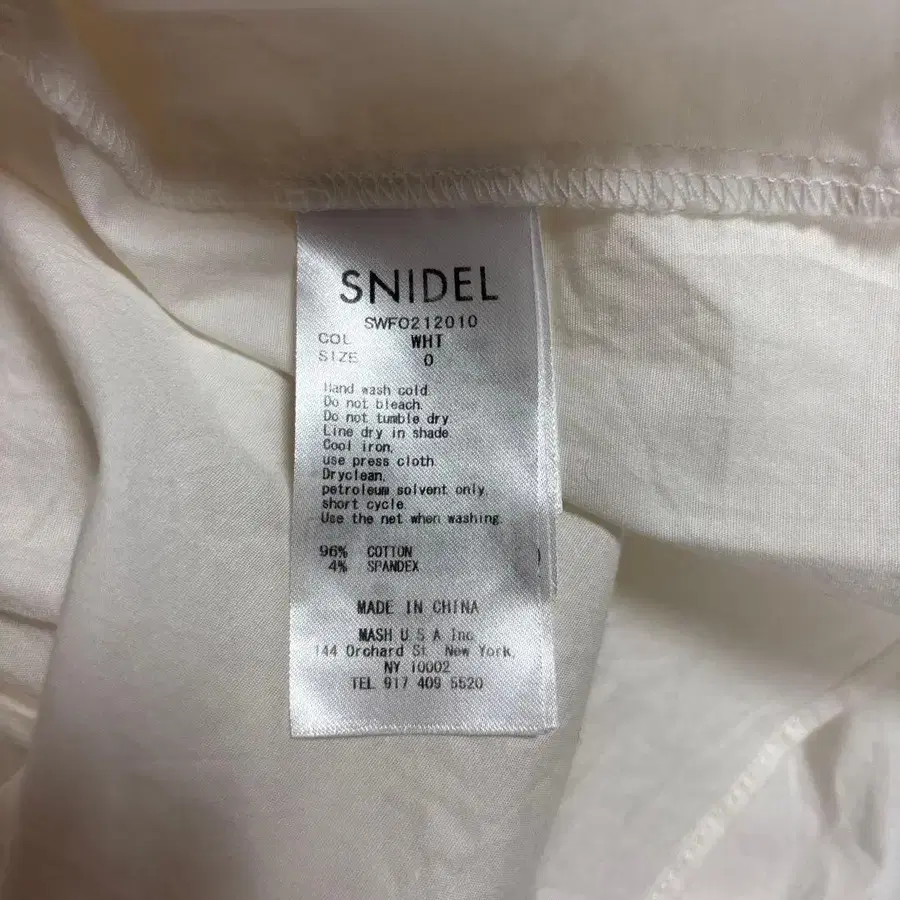 SNIDEL
SWFO212010
COL WHT
SIZE 0
Hand wash cold.
Do not bleach.
Do not tumble dry.
Line dry in shade.
Cool iron,
use press cloth.
Dryclean,
petroleum solvent only,
short cycle.
Use the net when washing.
96% COTTON
4% SPANDEX
MADE IN CHINA
MASH U.S.A Inc
144 Orchard St. New York,
NY 10002
TEL 917 409 5520